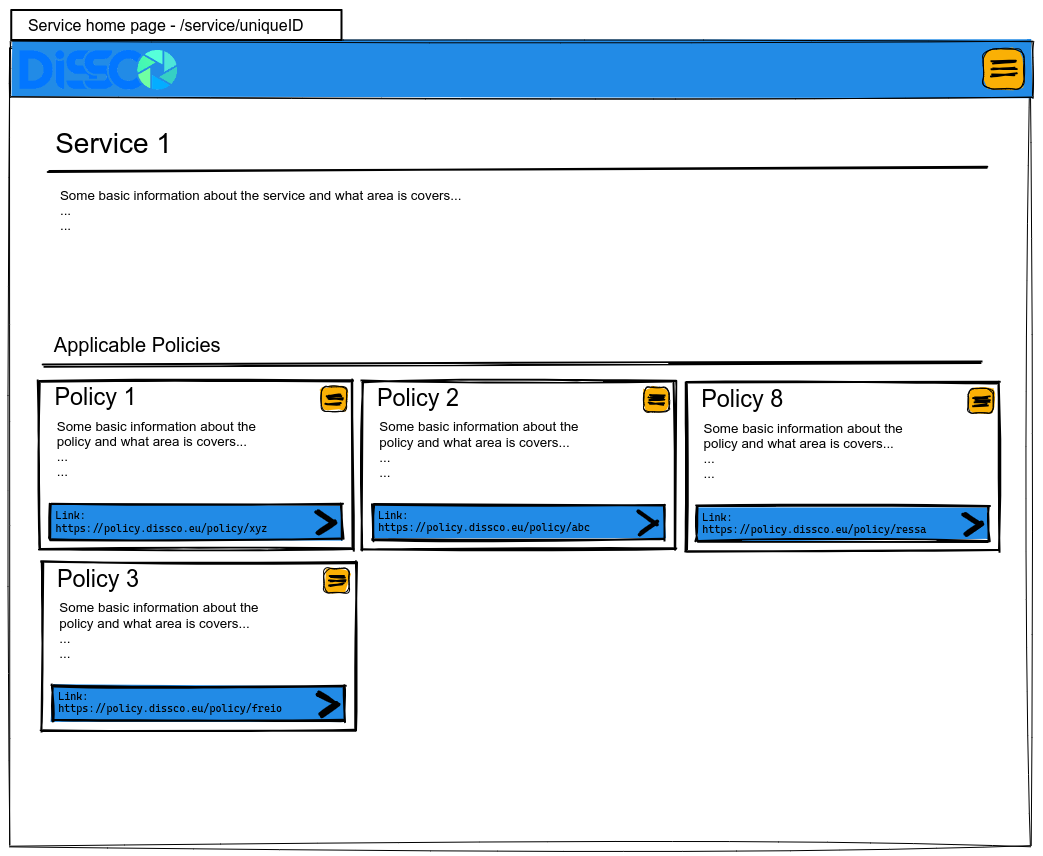 Service home page - /service/uniqueID
DiSSCo
Service 1
Some basic information about the service and what area is covers...
...
...
Applicable Policies
Policy 1
Some basic information about the
policy and what area is covers...
...
...
Link:
https://policy.dissco.eu/policy/xyz
Policy 2
Some basic information about the
policy and what area is covers...
...
...
Link:
https://policy.dissco.eu/policy/abc
Policy 8
Some basic information about the
policy and what area is covers...
...
...
Link:
https://policy.dissco.eu/policy/ressa
Policy 3
Some basic information about the
policy and what area is covers...
...
...
Link:
https://policy.dissco.eu/policy/freio